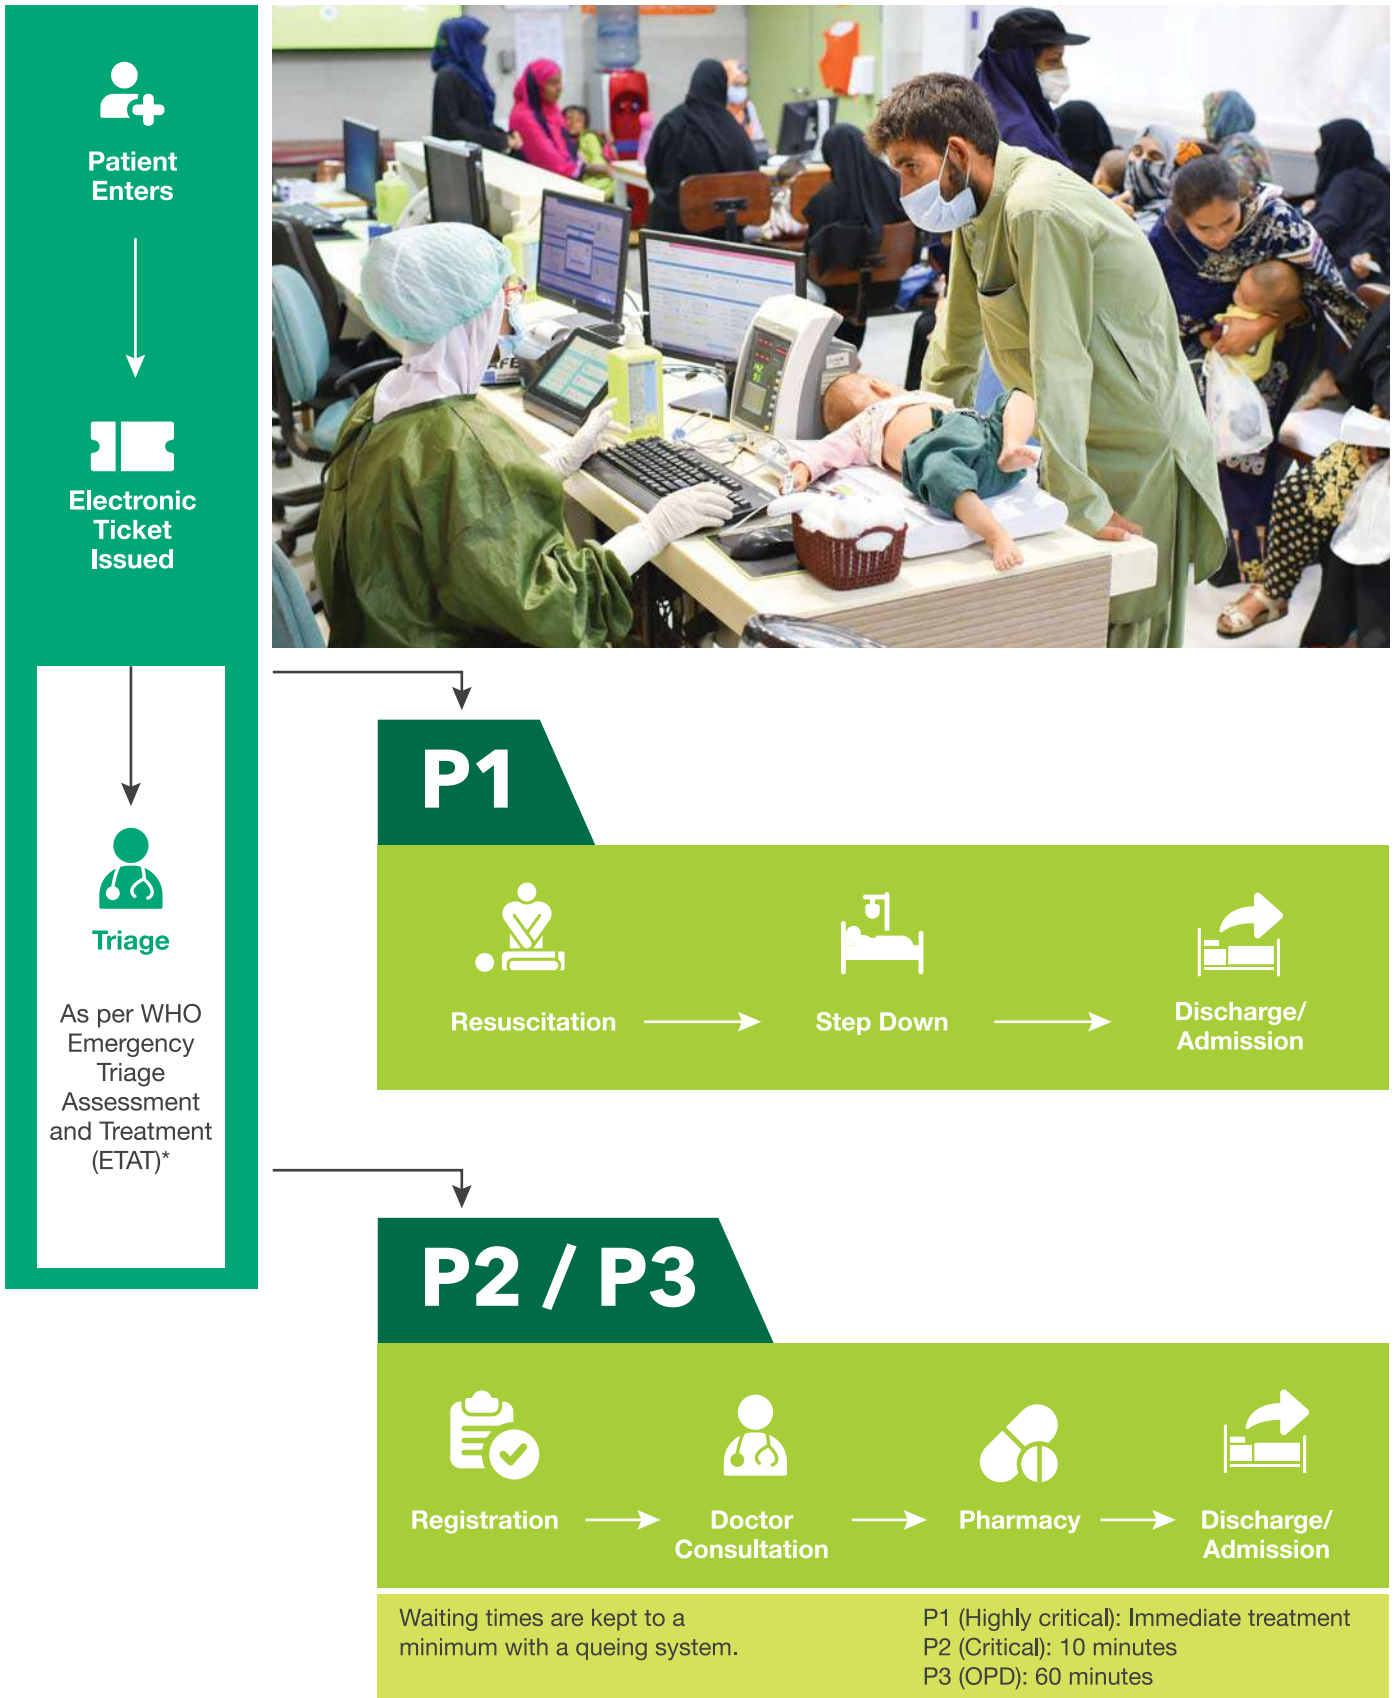 Patient
Enters
Electronic
Ticket
Issued
Triage
As per WHO
Emergency
Triage
Assessment
and Treatment
(ETAT)*
P1
Resuscitation
Step Down
Discharge/
Admission
P2 / P3
Registration
Doctor
Consultation
Pharmacy
Discharge/
Admission
Waiting times are kept to a
minimum with a queing system.
P1 (Highly critical): Immediate treatment
P2 (Critical): 10 minutes
P3 (OPD): 60 minutes